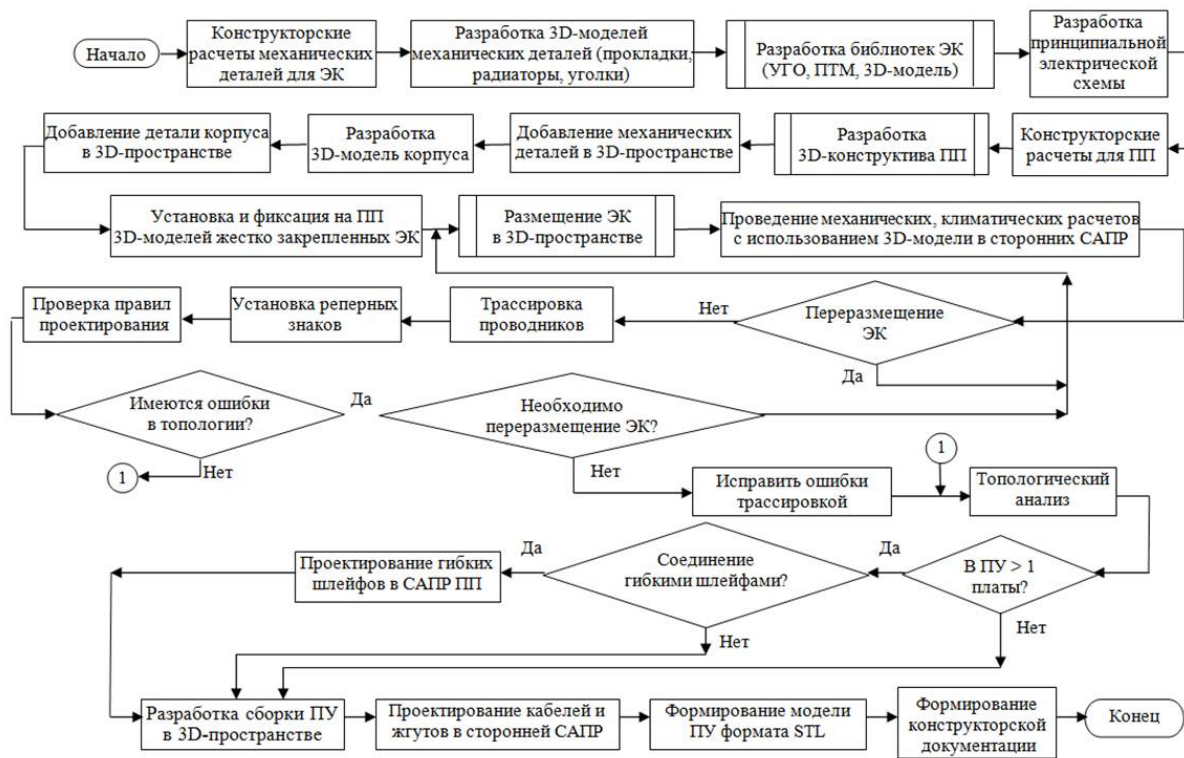 Начало
Конструкторские
расчеты механических
деталей для ЭК
Разработка 3D-моделей
механических деталей (прокладки,
радиаторы, уголки)
Разработка библиотек ЭК
(УГО, ПТМ, 3D-модель)
Разработка
принципиальной
электрической
схемы
Добавление детали корпуса
в 3D-пространстве
Разработка
3D-модель корпуса
Добавление механических
деталей в 3D-пространстве
Разработка
3D-конструктива ПП
Конструкторские
расчеты для ПП
Установка и фиксация на ПП
3D-моделей жестко закрепленных ЭК
Размещение ЭК
в 3D-пространстве
Проведение механических, климатических расчетов
с использованием 3D-модели в сторонних САПР
Проверка правил
проектирования
Установка реперных
знаков
Трассировка
проводников
Нет
Переразмещение
ЭК
Да
Имеются ошибки
в топологии?
Да
Необходимо
переразмещение ЭК?
1
Нет
Нет
Исправить ошибки
трассировкой
1
Топологический
анализ
Проектирование гибких
шлейфов в САПР ПП
Да
Соединение
гибкими шлейфами?
Да
В ПУ > 1
платы?
Нет
Нет
Разработка сборки ПУ
в 3D-пространстве
Проектирование кабелей и
жгутов в сторонней САПР
Формирование модели
ПУ формата STL
Формирование
конструкторской
документации
Конец